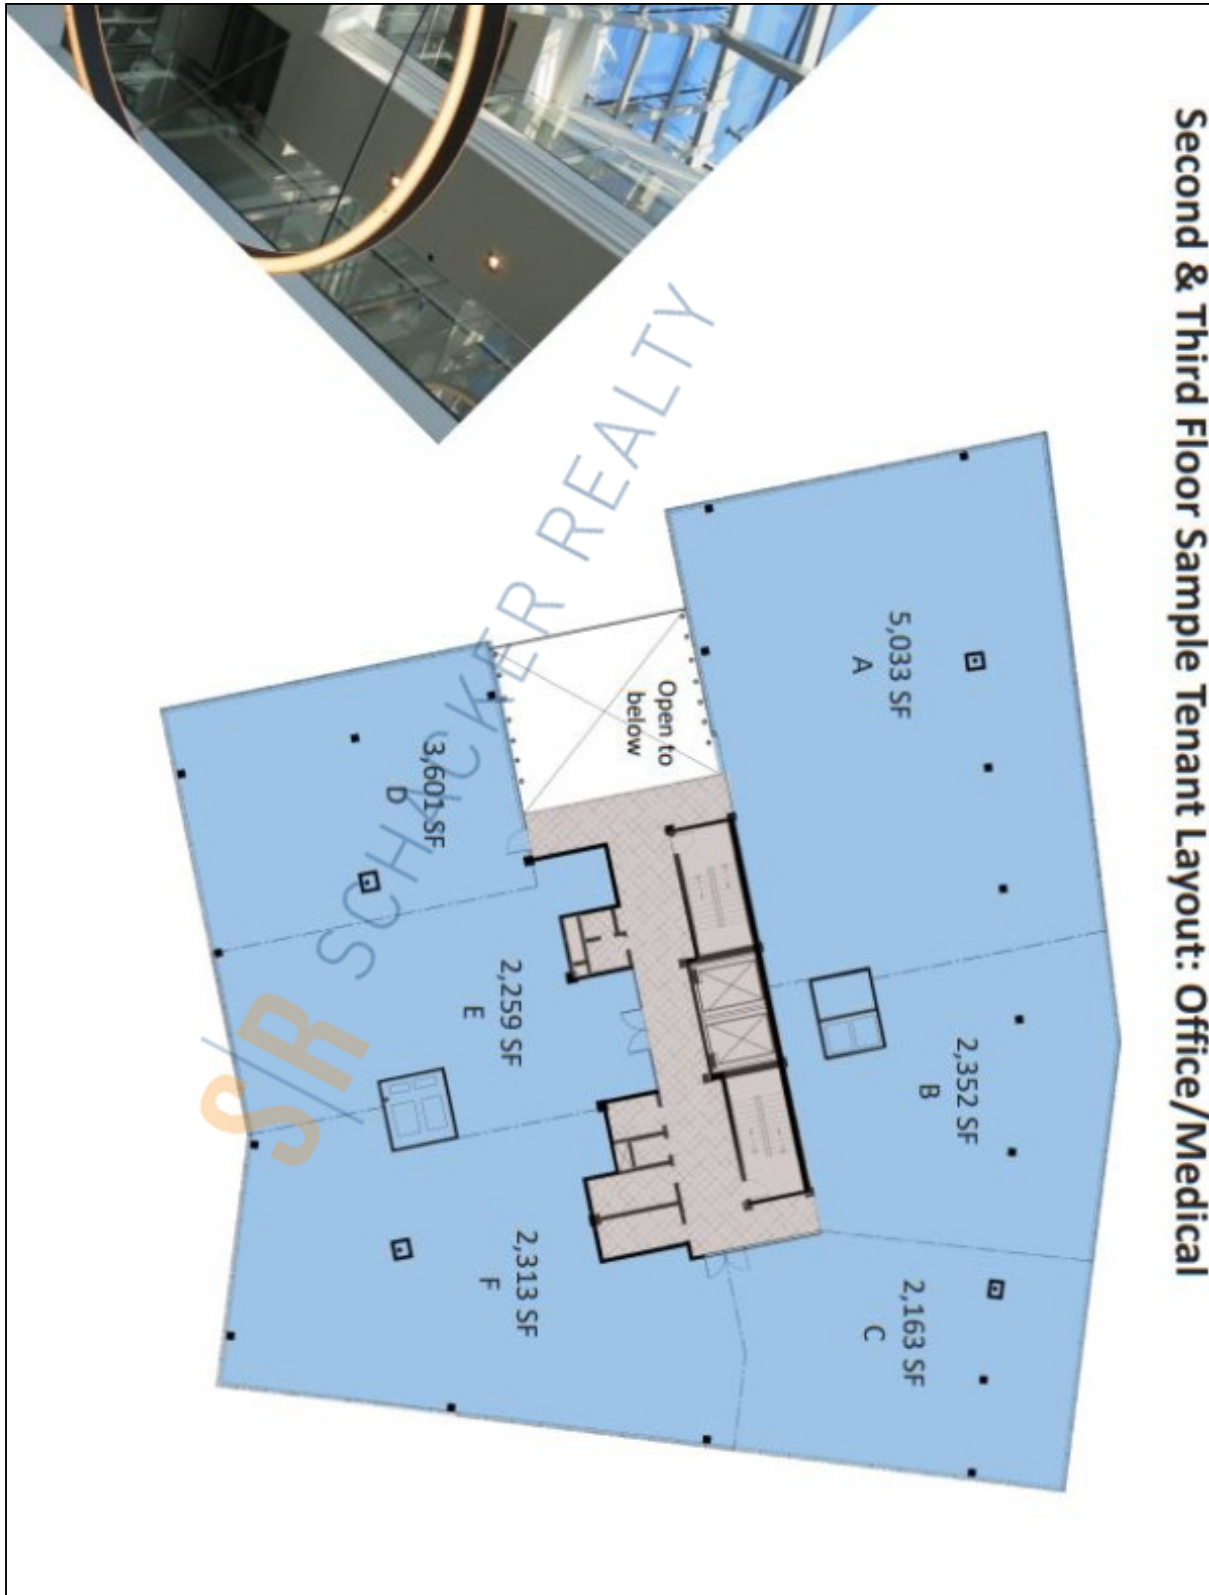 Second & Third Floor Sample Tenant Layout: Office/Medical
5,033 SF
A
2,352 SF
B
2,163 SF
C
Open to
below
3,601 SF
D
2,259 SF
E
2,313 SF
F
S/R SCHACKER REALTY